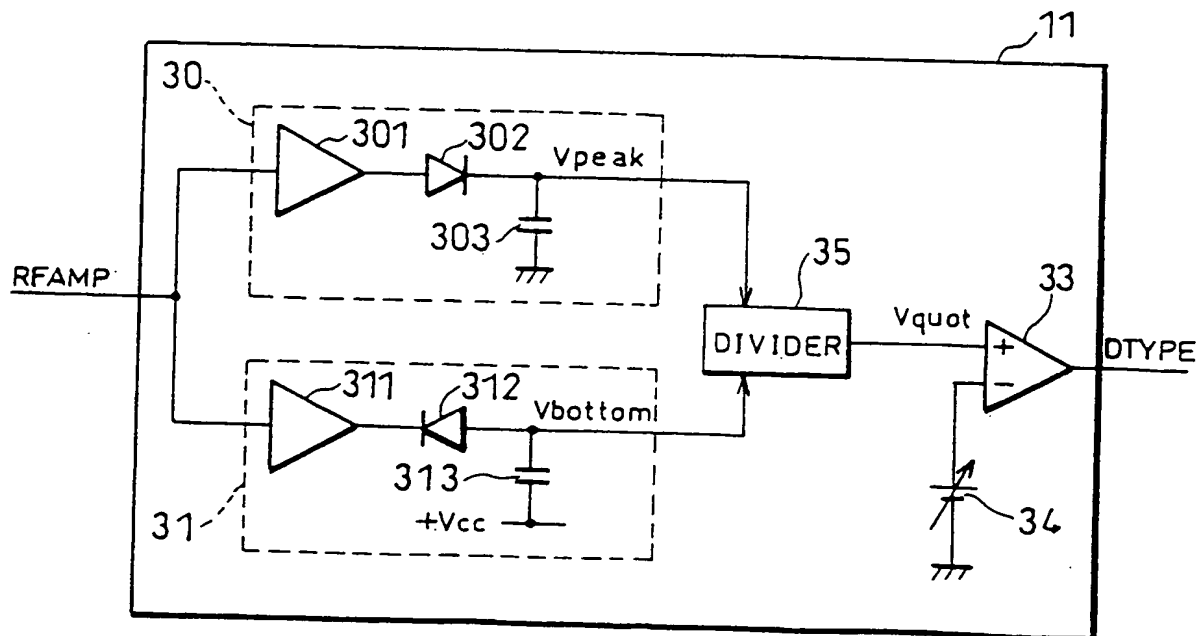 11
30
301
302
Vpeak
303
RFAMP
35
DIVIDER
Vquot
33
+
−
DTYPE
311
312
Vbottom
313
+Vcc
31
34